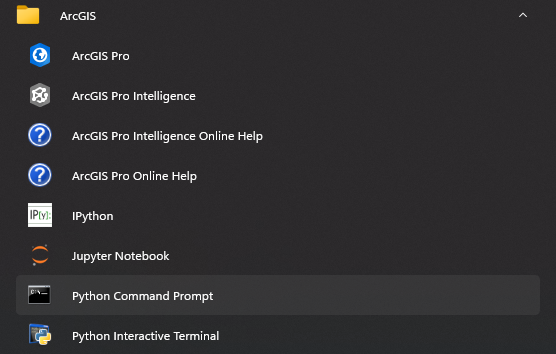 ArcGIS
ArcGIS Pro
ArcGIS Pro Intelligence
ArcGIS Pro Intelligence Online Help
ArcGIS Pro Online Help
IP[y]: IPython
Jupyter Notebook
Python Command Prompt
Python Interactive Terminal